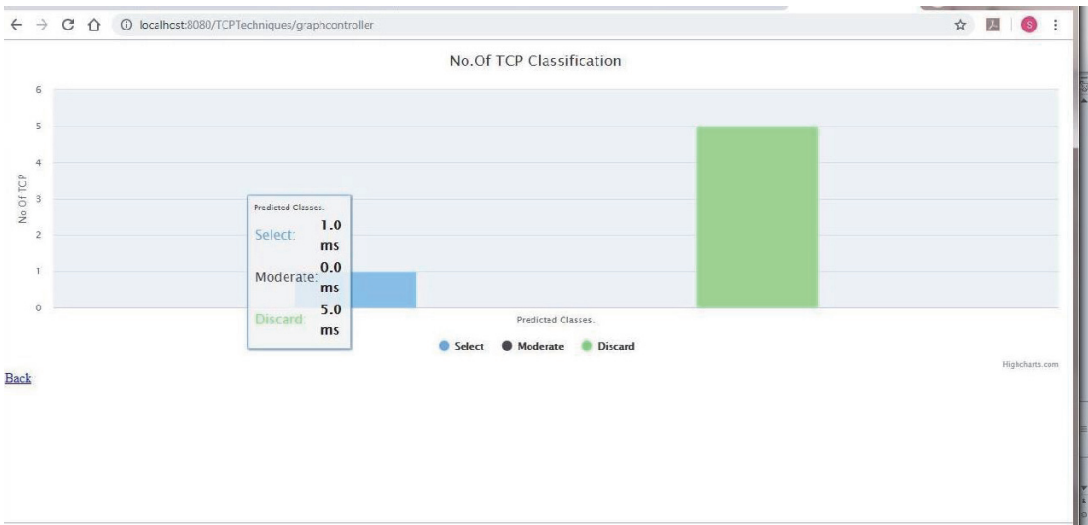 localhost:8080/TCPTechniques/graphcontroller
S
No.Of TCP Classification
6
5
4
3
2
1
0
No Of TCP
Predicted Classes.
Select: 1.0 ms
Moderate: 0.0 ms
Discard: 5.0 ms
Predicted Classes.
Select Moderate Discard
Highcharts.com
Back